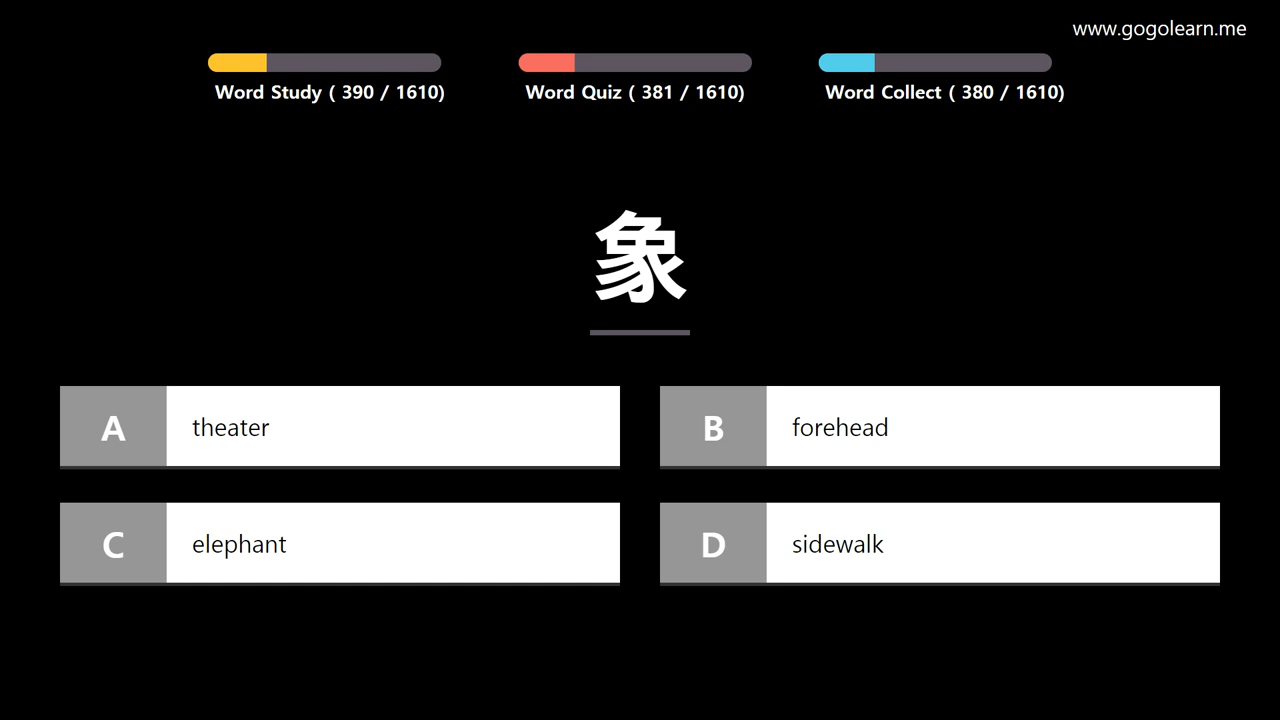 www.gogolearn.me
Word Study ( 390 / 1610)
Word Quiz ( 381 / 1610)
Word Collect ( 380 / 1610)
象
A theater
B forehead
C elephant
D sidewalk